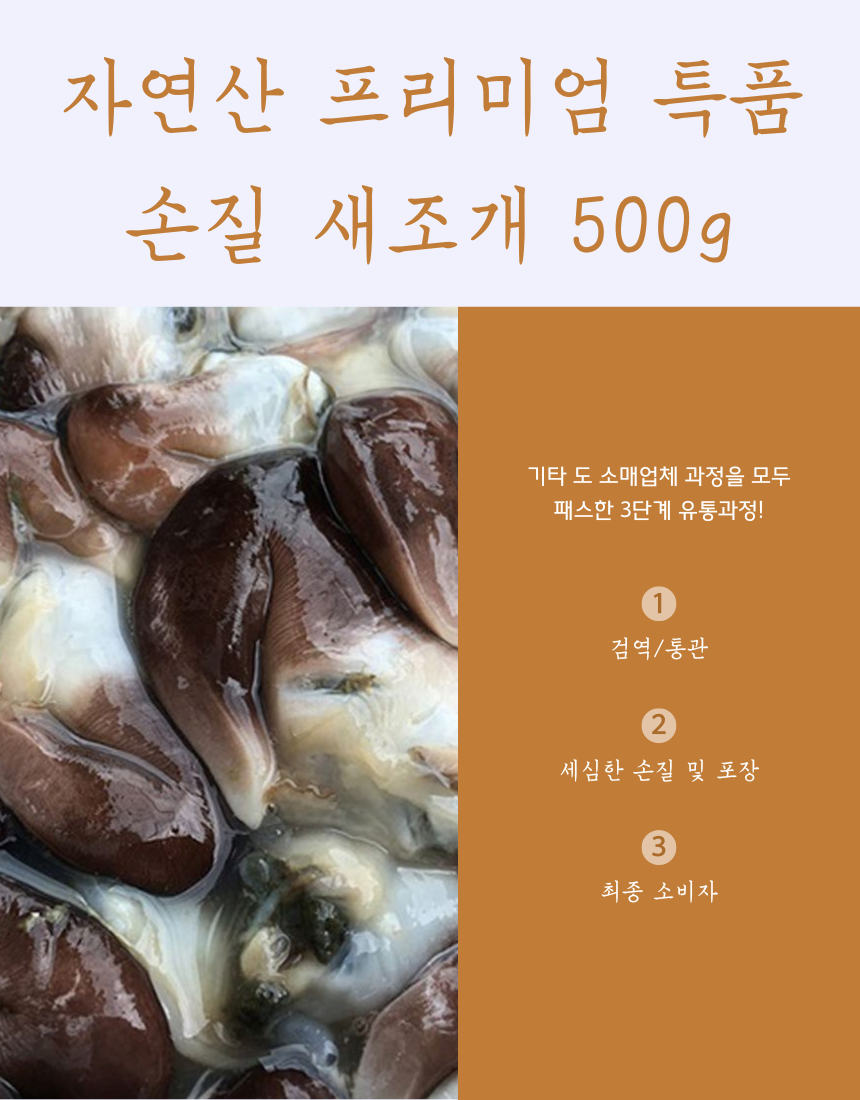 자연산 프리미엄 특품
손질 새조개 500g
기타 도 소매업체 과정을 모두
패스한 3단계 유통과정!
1
검역/통관
2
세심한 손질 및 포장
3
최종 소비자